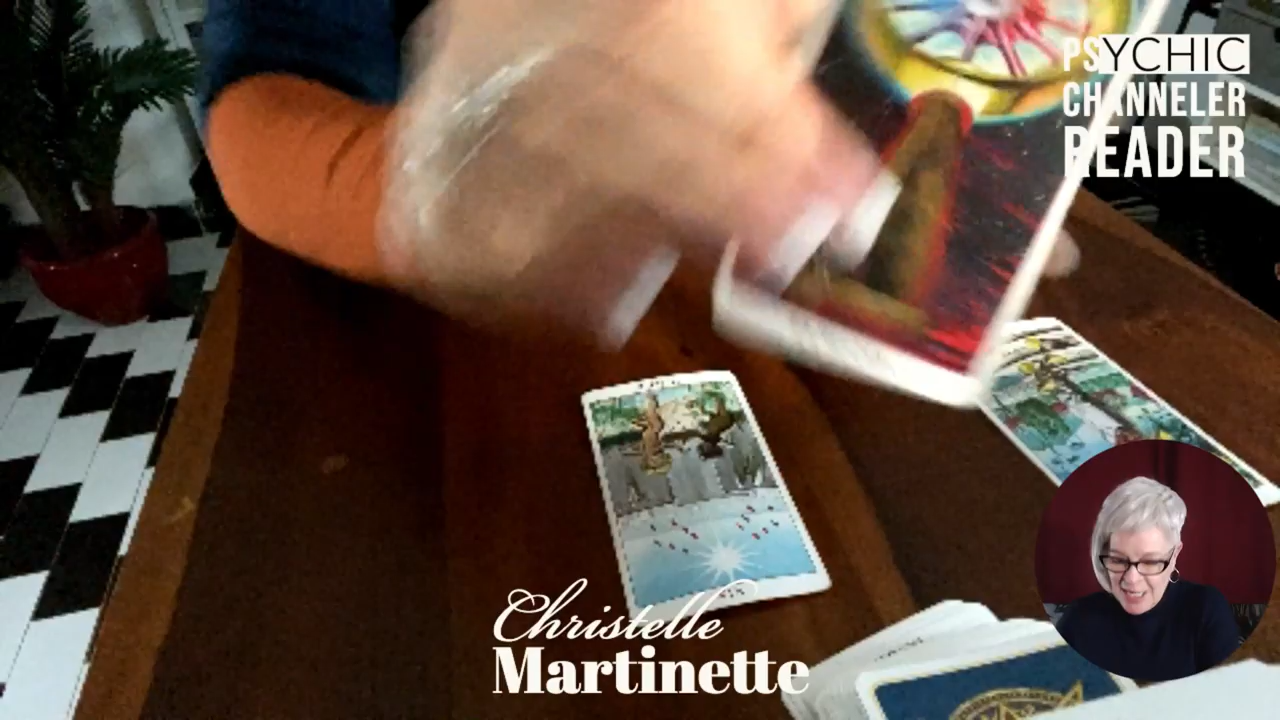 PSYCHIC
CHANNELER
READER
Christelle
Martinette